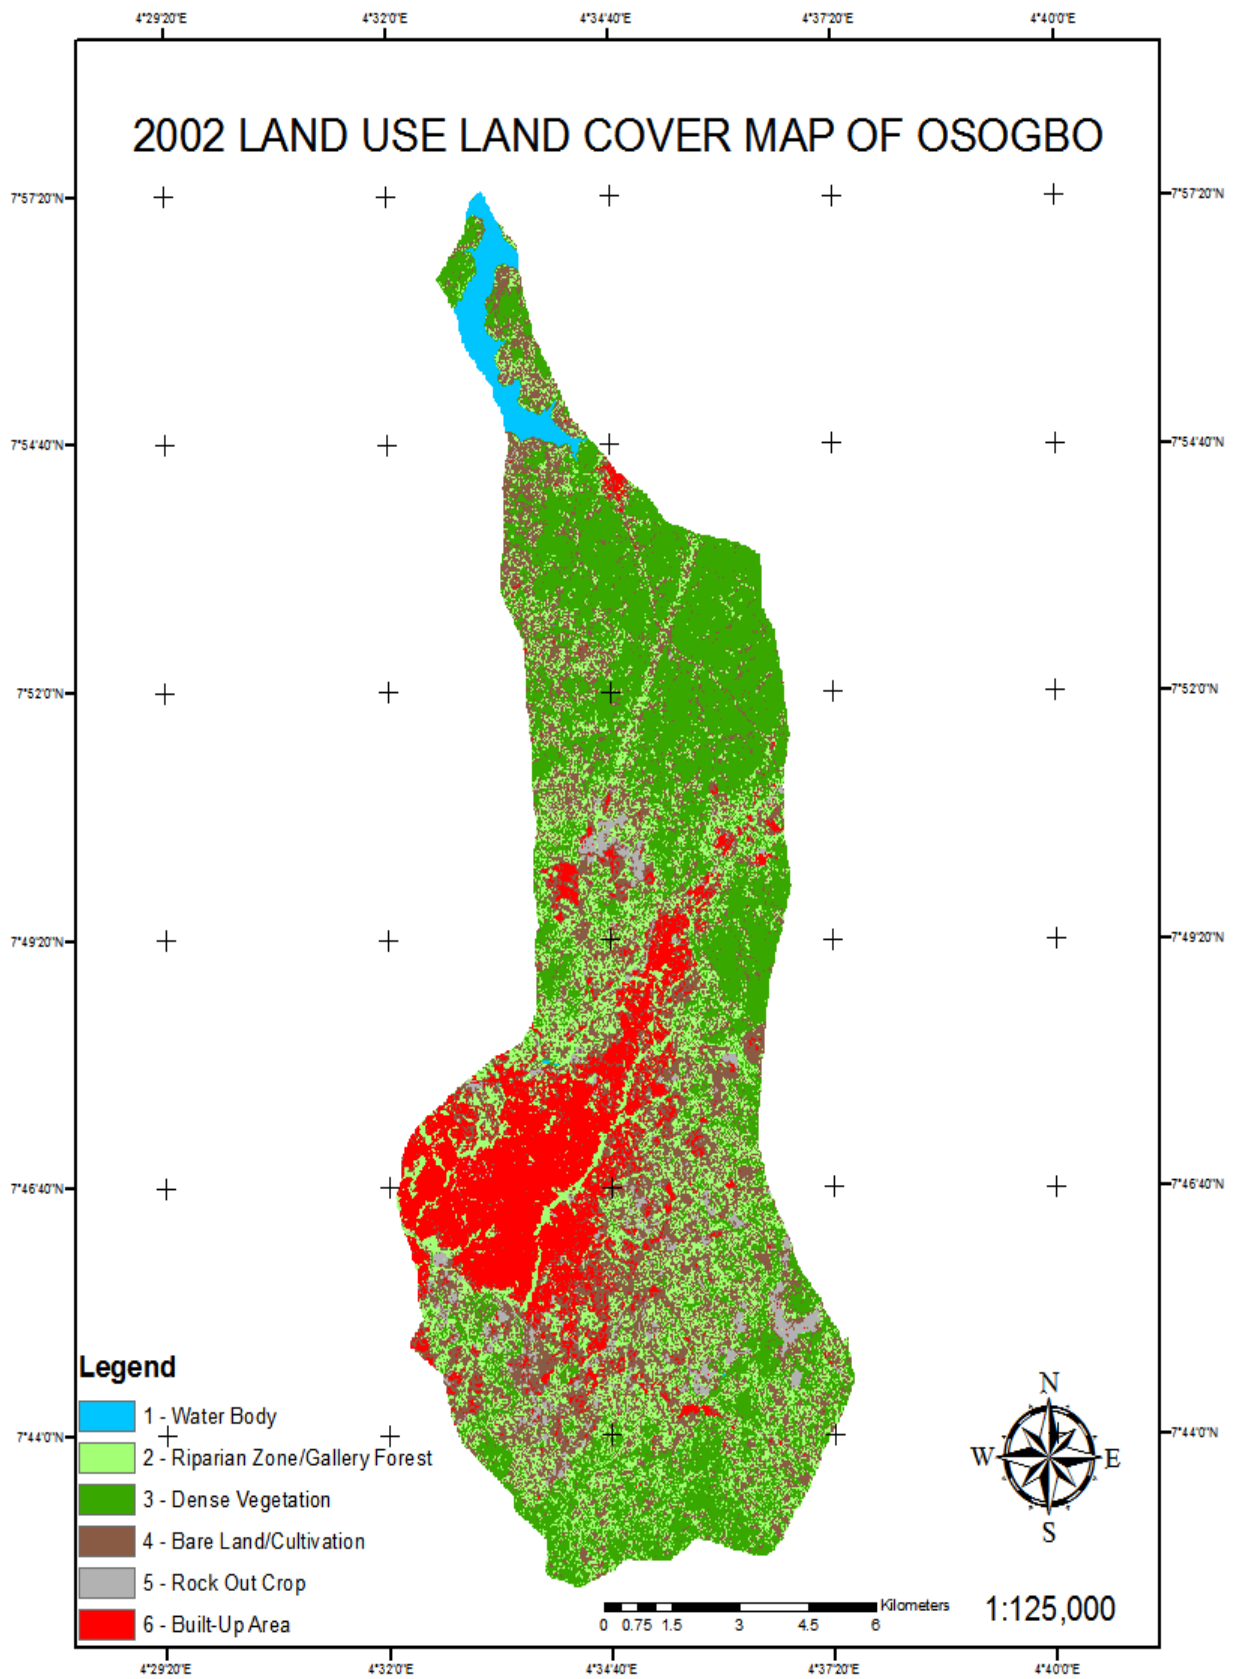 4°29'20"E 4°32'0"E 4°34'40"E 4°37'20"E 4°40'0"E
2002 LAND USE LAND COVER MAP OF OSOGBO
7°57'20"N 7°57'20"N
7°54'40"N 7°54'40"N
7°52'0"N 7°52'0"N
7°49'20"N 7°49'20"N
7°46'40"N 7°46'40"N
Legend
1 - Water Body
7°44'0"N 7°44'0"N
2 - Riparian Zone/Gallery Forest
3 - Dense Vegetation
4 - Bare Land/Cultivation
5 - Rock Out Crop
6 - Built-Up Area
N
W E
S
Kilometers
0 0.75 1.5 3 4.5 6
1:125,000
4°29'20"E 4°32'0"E 4°34'40"E 4°37'20"E 4°40'0"E